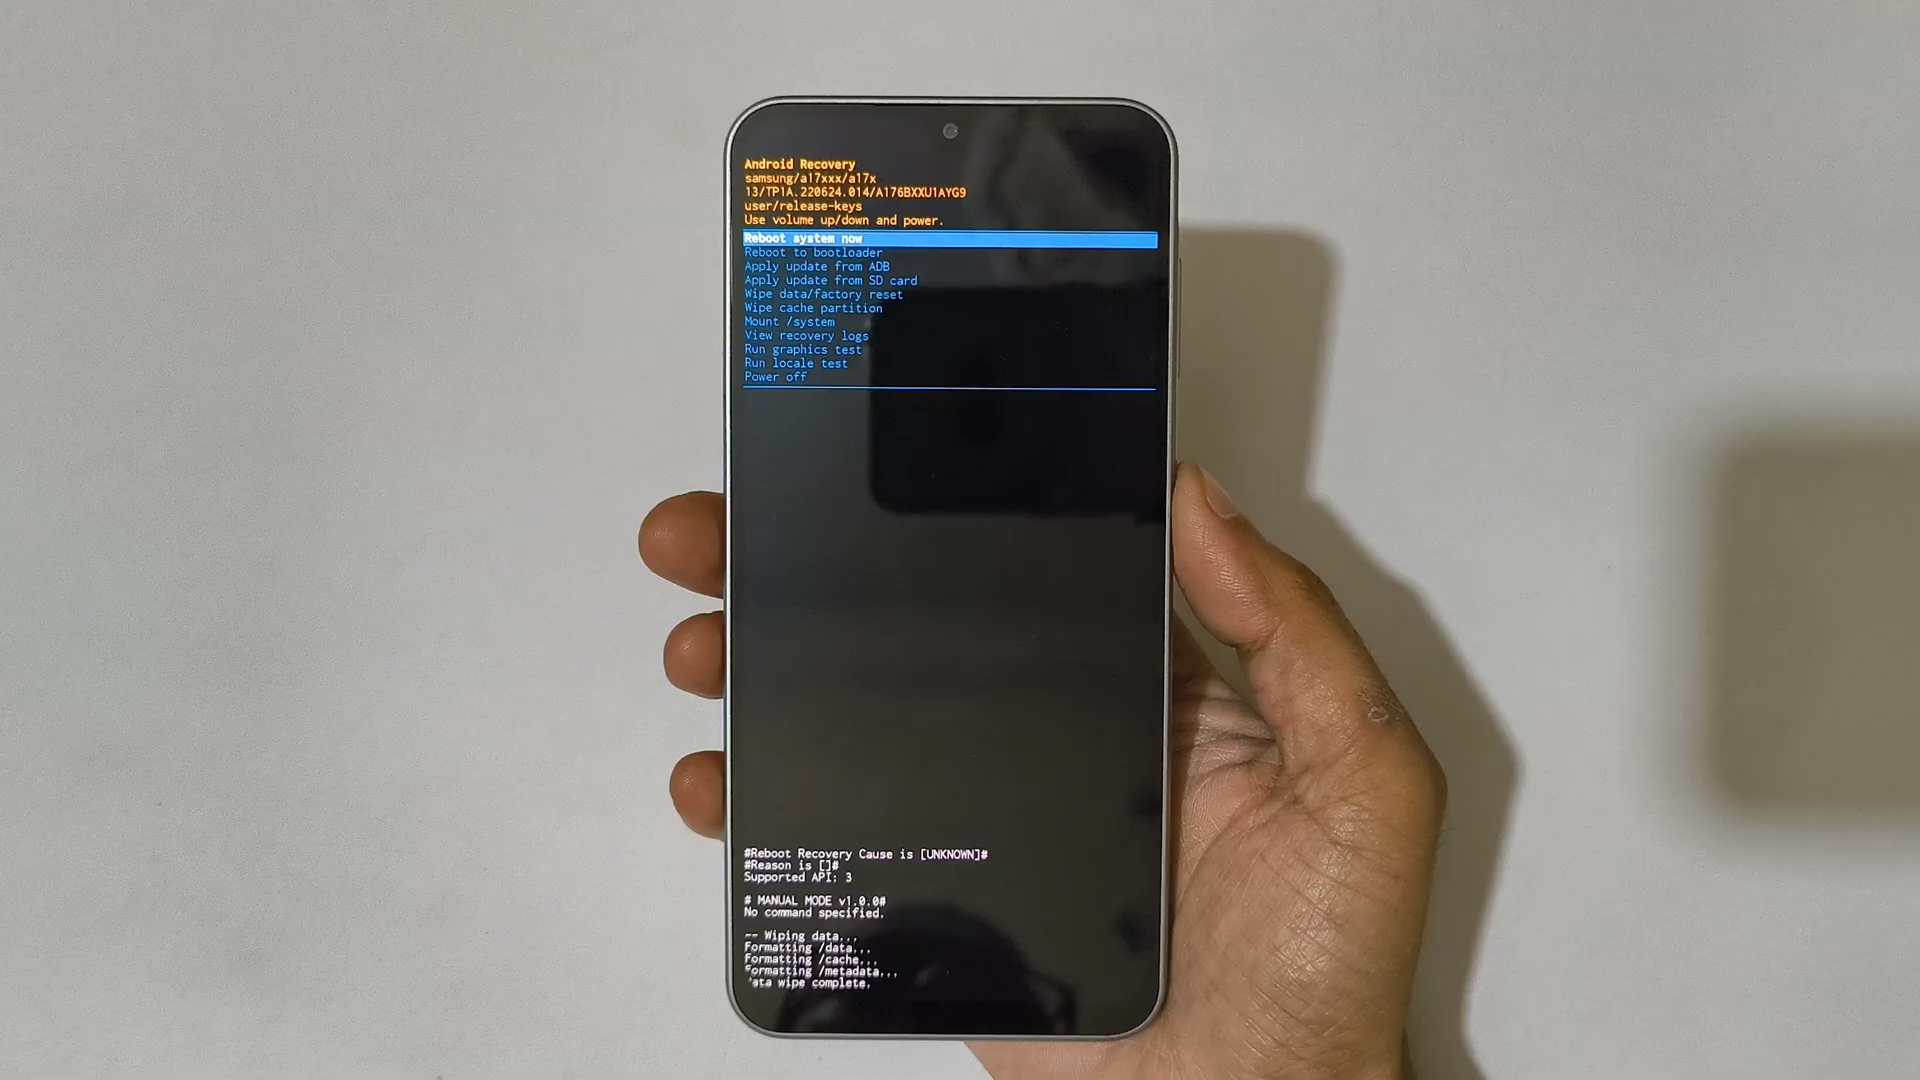 Android Recovery
samsung/a17xxx/a17x
13/TP1A.220624.014/A176BXXU1AYG9
user/release-keys
Use volume up/down and power.
Reboot system now
Reboot to bootloader
Apply update from ADB
Apply update from SD card
Wipe data/factory reset
Wipe cache partition
Mount /system
View recovery logs
Run graphics test
Run locale test
Power off
#Reboot Recovery Cause is [UNKNOWN]#
#Reason is []#
Supported API: 3
# MANUAL MODE v1.0.0#
No command specified.
-- Wiping data...
Formatting /data...
Formatting /cache...
Formatting /metadata...
Data wipe complete.